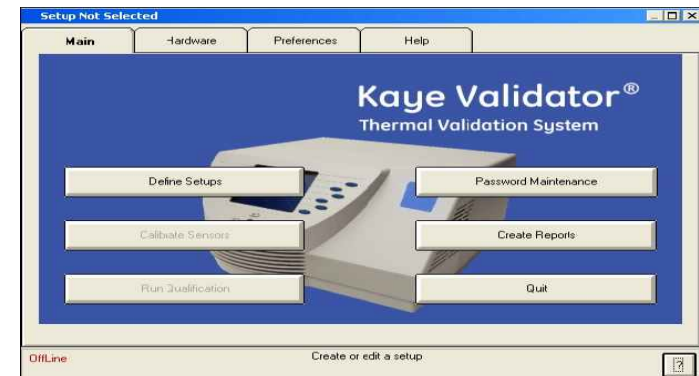 Setup Not Selected
Main
Hardware
Preferences
Help
Kaye Validator®
Thermal Validation System
Define Setups
Password Maintenance
Calibrate Sensors
Create Reports
Run Qualification
Quit
OffLine
Create or edit a setup
?